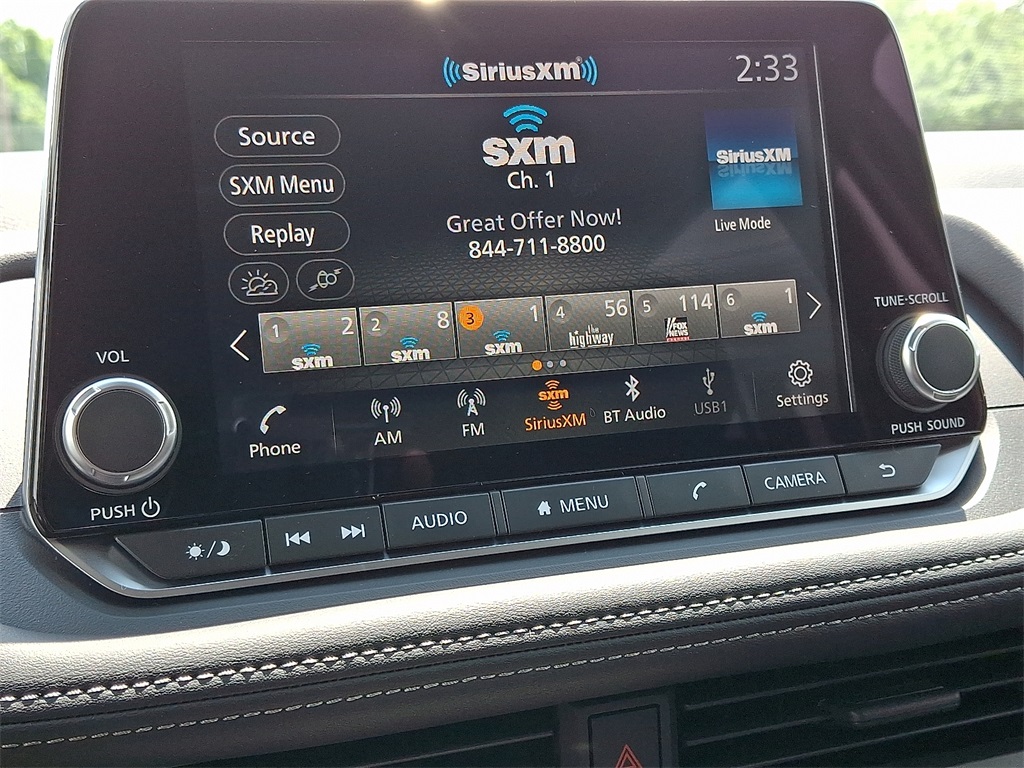 SiriusXM
2:33
Source
SXM Menu
Replay
sxm
Ch. 1
Great Offer Now!
844-711-8800
SiriusXM
Live Mode
1 2 sxm
2 8 sxm
3 1 sxm
4 56 the highway
5 114 FOX NEWS channel
6 1 sxm
Phone
AM
FM
sxm
SiriusXM
BT Audio
USB1
Settings
VOL
PUSH
TUNE•SCROLL
PUSH SOUND
AUDIO
MENU
CAMERA